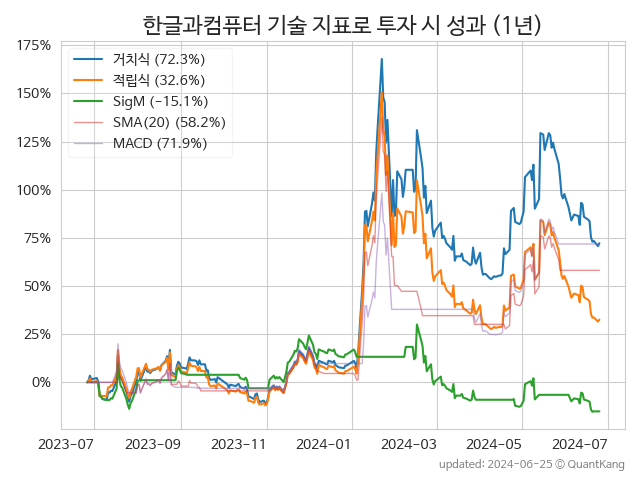 한글과컴퓨터 기술 지표로 투자 시 성과 (1년)
175%
150%
125%
100%
75%
50%
25%
0%
거치식 (72.3%)
적립식 (32.6%)
SigM (-15.1%)
SMA(20) (58.2%)
MACD (71.9%)
2023-07 2023-09 2023-11 2024-01 2024-03 2024-05 2024-07
updated: 2024-06-25 © QuantKang